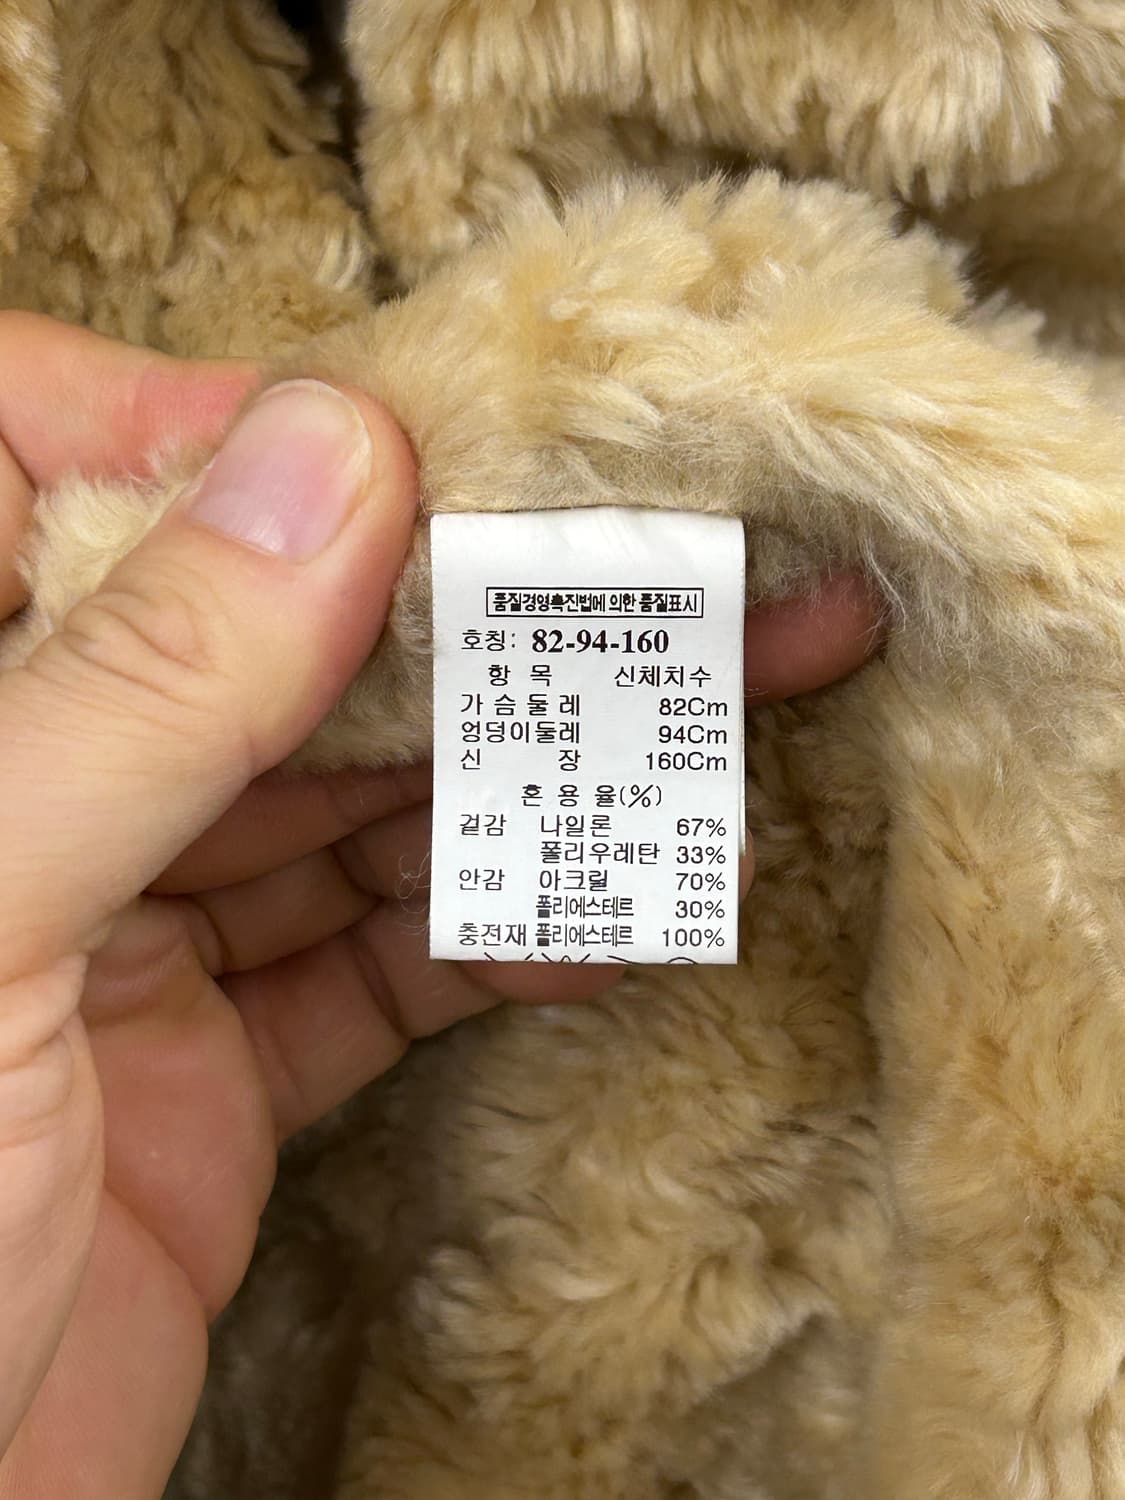 품질경영촉진법에 의한 품질표시
호칭: 82-94-160
항 목 신체치수
가 슴 둘 레 82Cm
엉덩이둘레 94Cm
신 장 160Cm
혼 용 율(%)
겉감 나일론 67%
폴리우레탄 33%
안감 아크릴 70%
폴리에스테르 30%
충전재 폴리에스테르 100%